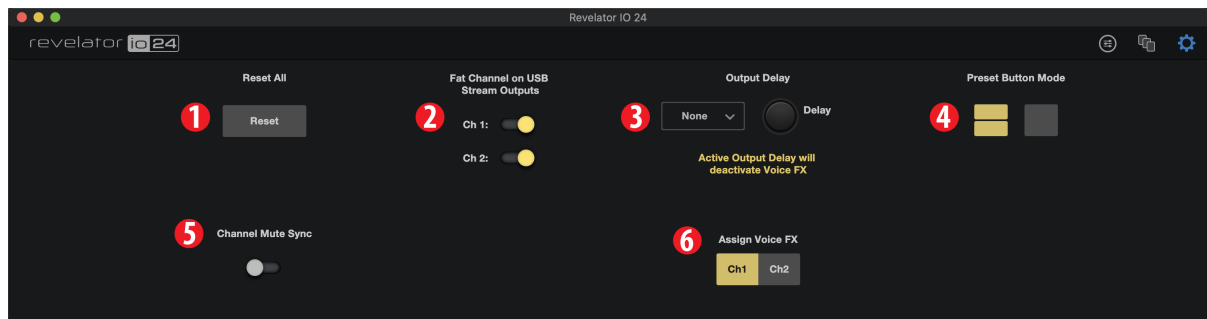 Revelator IO 24
revelator io 24
Reset All
Fat Channel on USB
Stream Outputs
Output Delay
Preset Button Mode
1
Reset
2
Ch 1:
Ch 2:
3
None
Delay
Active Output Delay will
deactivate Voice FX
4
5
Channel Mute Sync
6
Assign Voice FX
Ch1 Ch2